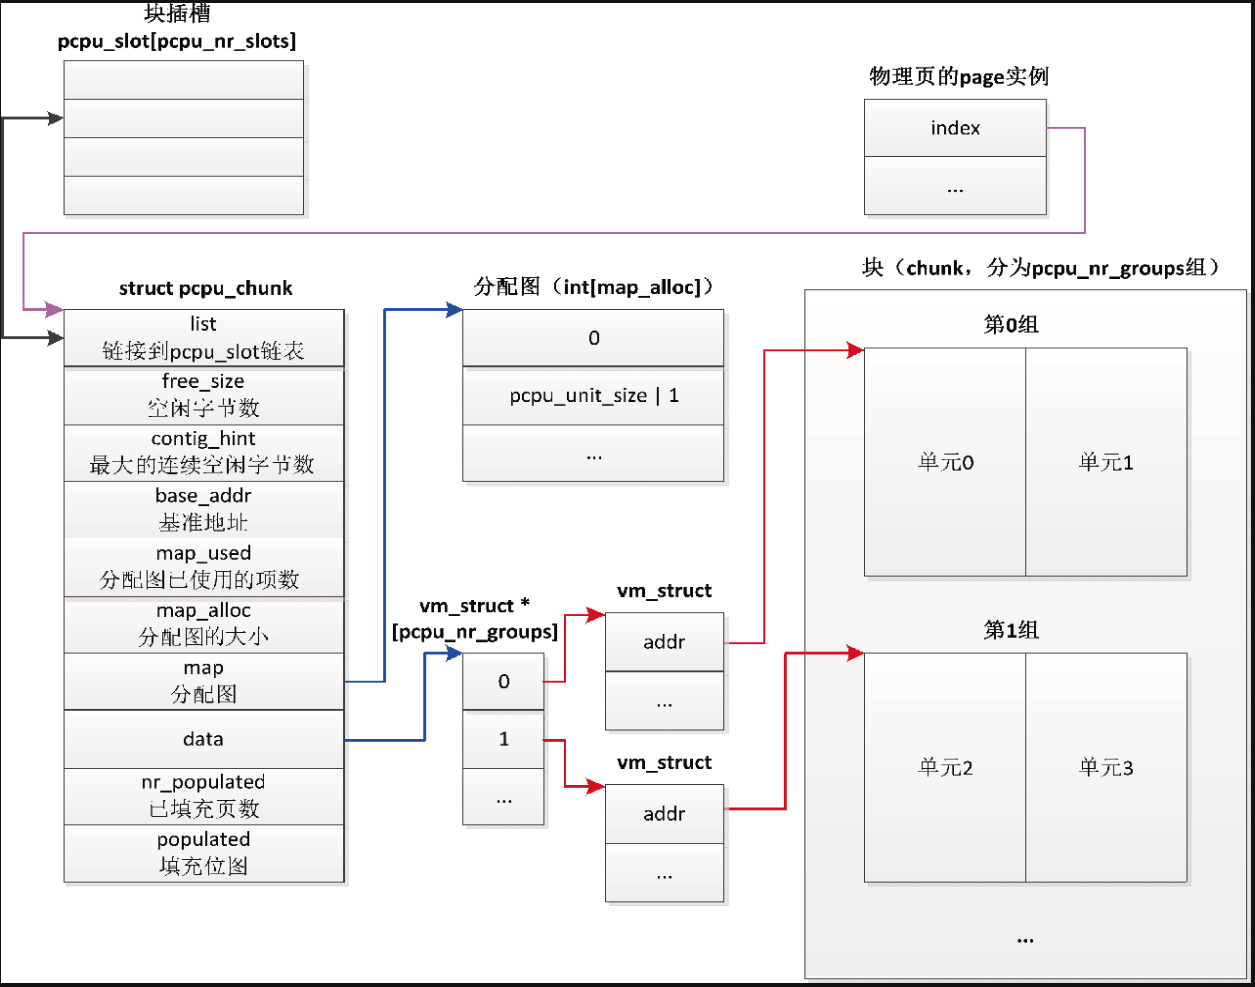 块插槽
pcpu_slot[pcpu_nr_slots]
物理页的page实例
index
...
struct pcpu_chunk
list
链接到pcpu_slot链表
free_size
空闲字节数
contig_hint
最大的连续空闲字节数
base_addr
基准地址
map_used
分配图已使用的项数
map_alloc
分配图的大小
map
分配图
data
nr_populated
已填充页数
populated
填充位图
分配图（int[map_alloc]）
0
pcpu_unit_size | 1
...
vm_struct *
[pcpu_nr_groups]
0
1
...
vm_struct
addr
...
vm_struct
addr
...
块（chunk，分为pcpu_nr_groups组）
第0组
单元0
单元1
第1组
单元2
单元3
...